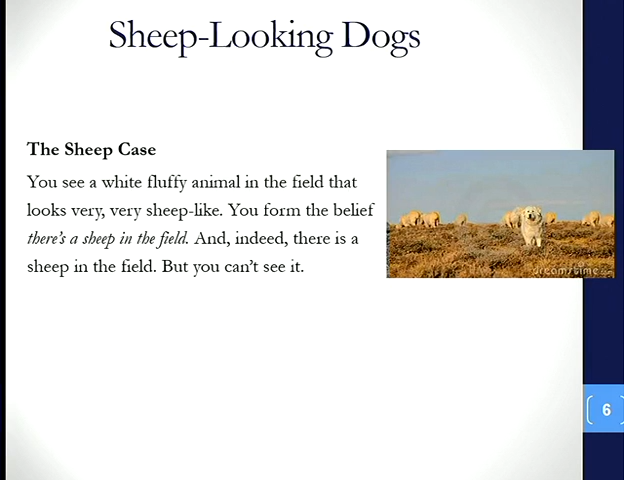 Sheep-Looking Dogs
The Sheep Case
You see a white fluffy animal in the field that
looks very, very sheep-like. You form the belief
there's a sheep in the field. And, indeed, there is a
sheep in the field. But you can't see it.
dreamstime
6